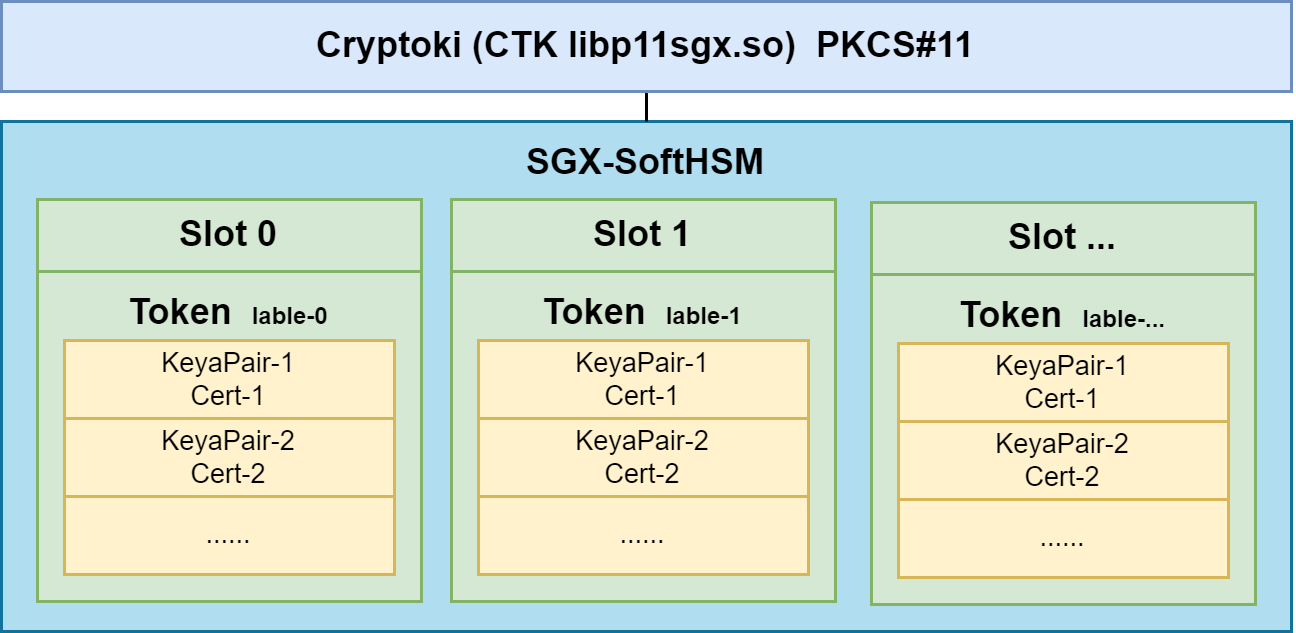 Cryptoki (CTK libp11sgx.so)  PKCS#11
SGX-SoftHSM
Slot 0
Token lable-0
KeyaPair-1
Cert-1
KeyaPair-2
Cert-2
......
Slot 1
Token lable-1
KeyaPair-1
Cert-1
KeyaPair-2
Cert-2
......
Slot ...
Token lable-...
KeyaPair-1
Cert-1
KeyaPair-2
Cert-2
......